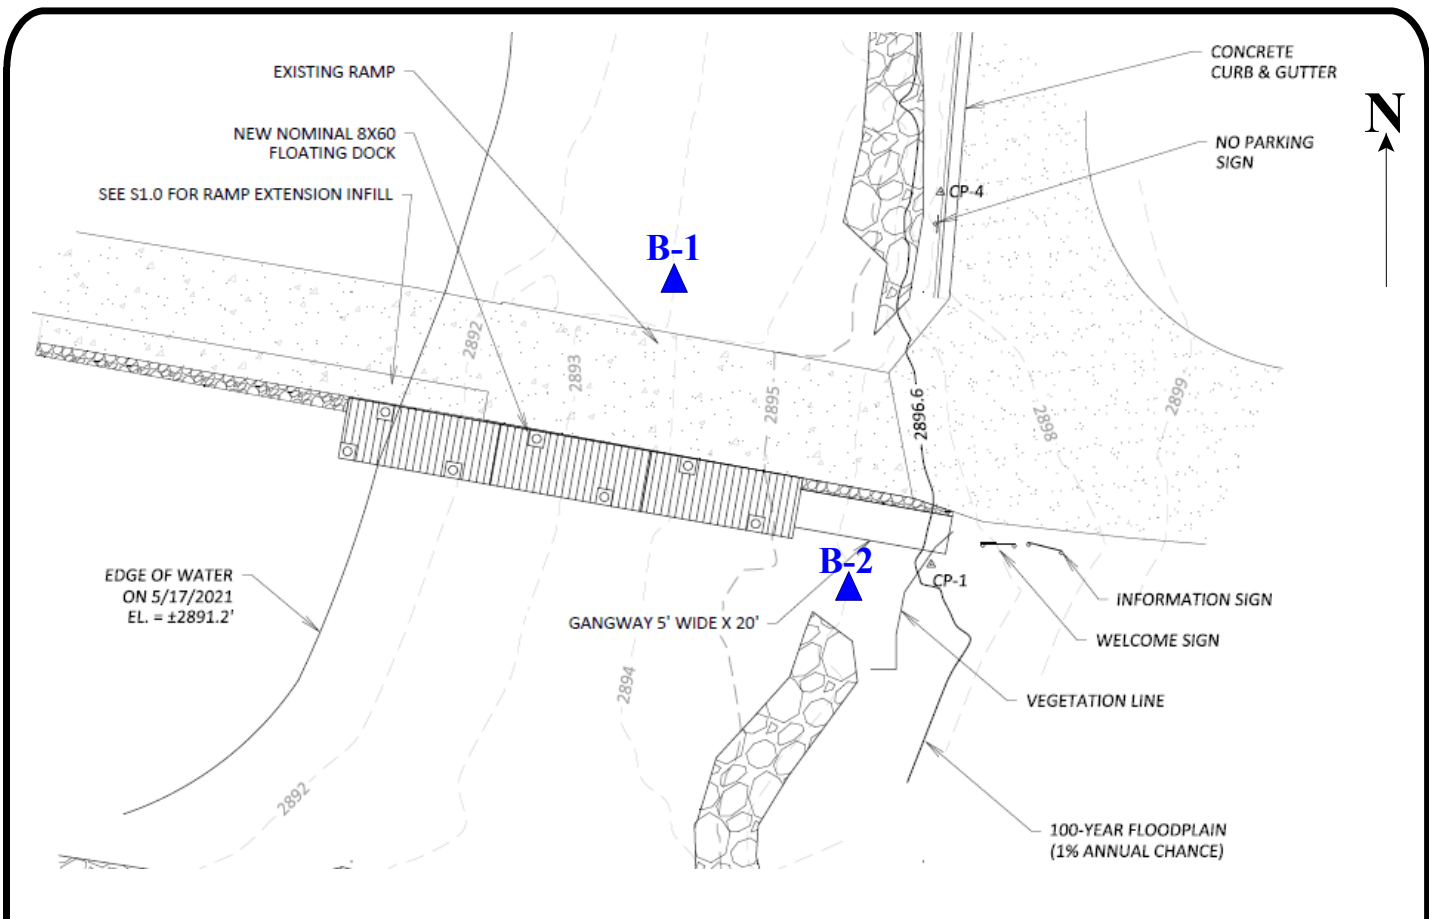 CONCRETE
CURB & GUTTER
EXISTING RAMP
N
NEW NOMINAL 8X60
FLOATING DOCK
NO PARKING
SIGN
SEE S1.0 FOR RAMP EXTENSION INFILL
CP-4
B-1
2892
2893
2895
2896.6
2898
2899
B-2
CP-1
EDGE OF WATER
ON 5/17/2021
EL. = ±2891.2'
INFORMATION SIGN
GANGWAY 5' WIDE X 20'
WELCOME SIGN
2894
VEGETATION LINE
2892
100-YEAR FLOODPLAIN
(1% ANNUAL CHANCE)